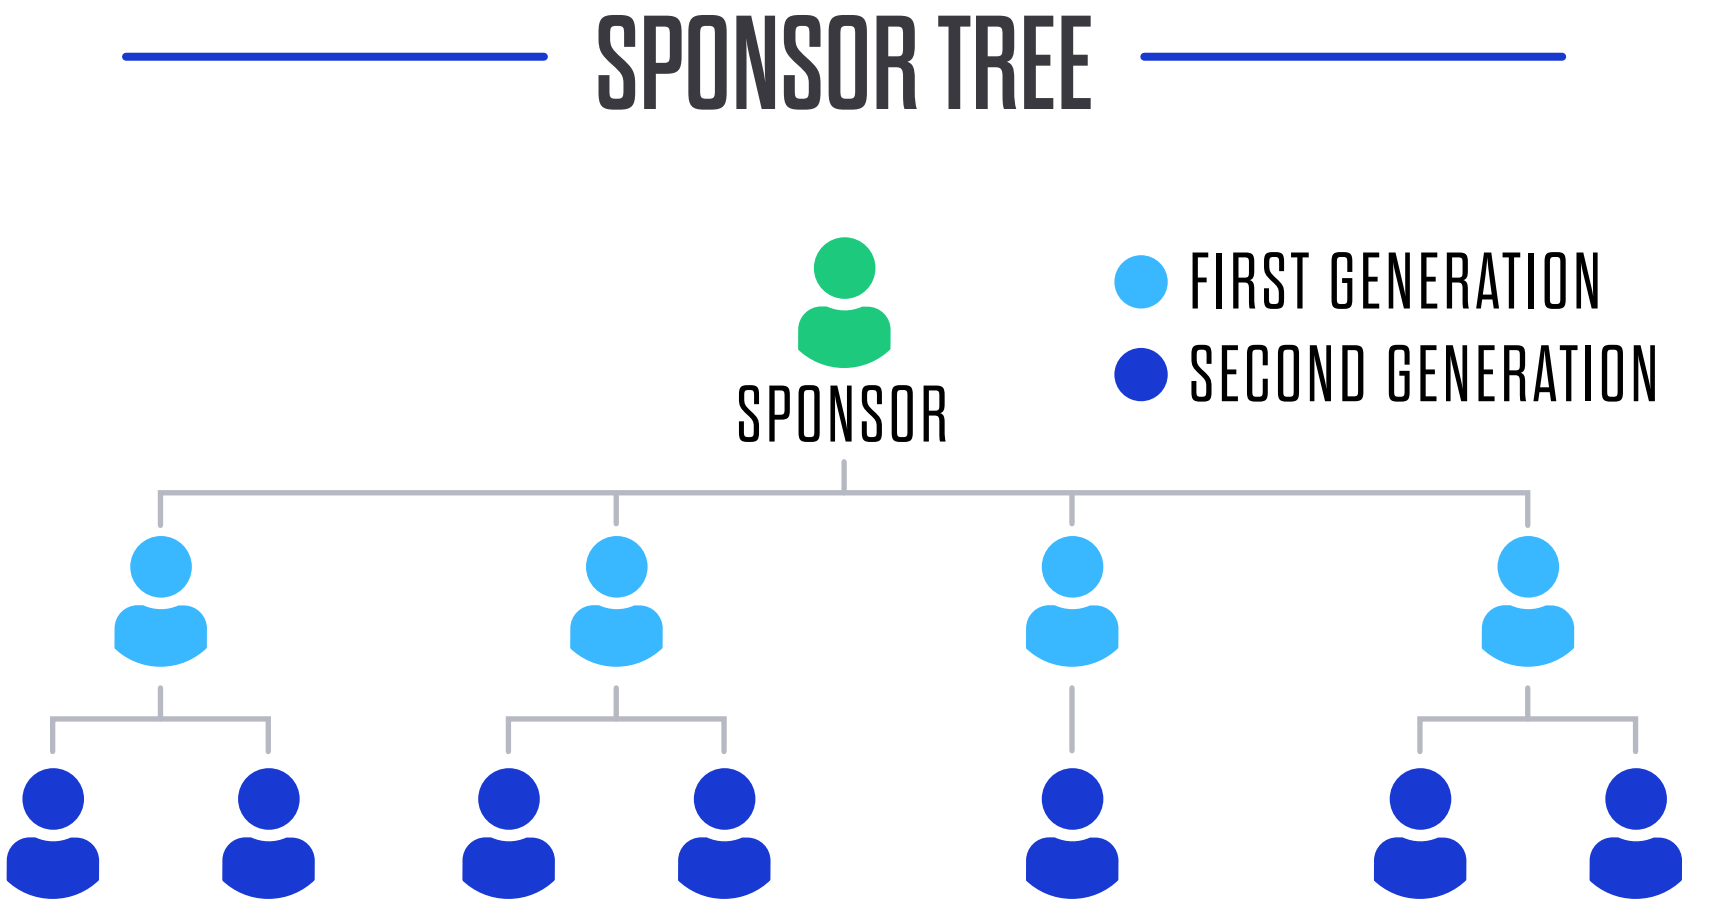 SPONSOR TREE
FIRST GENERATION
SECOND GENERATION
SPONSOR